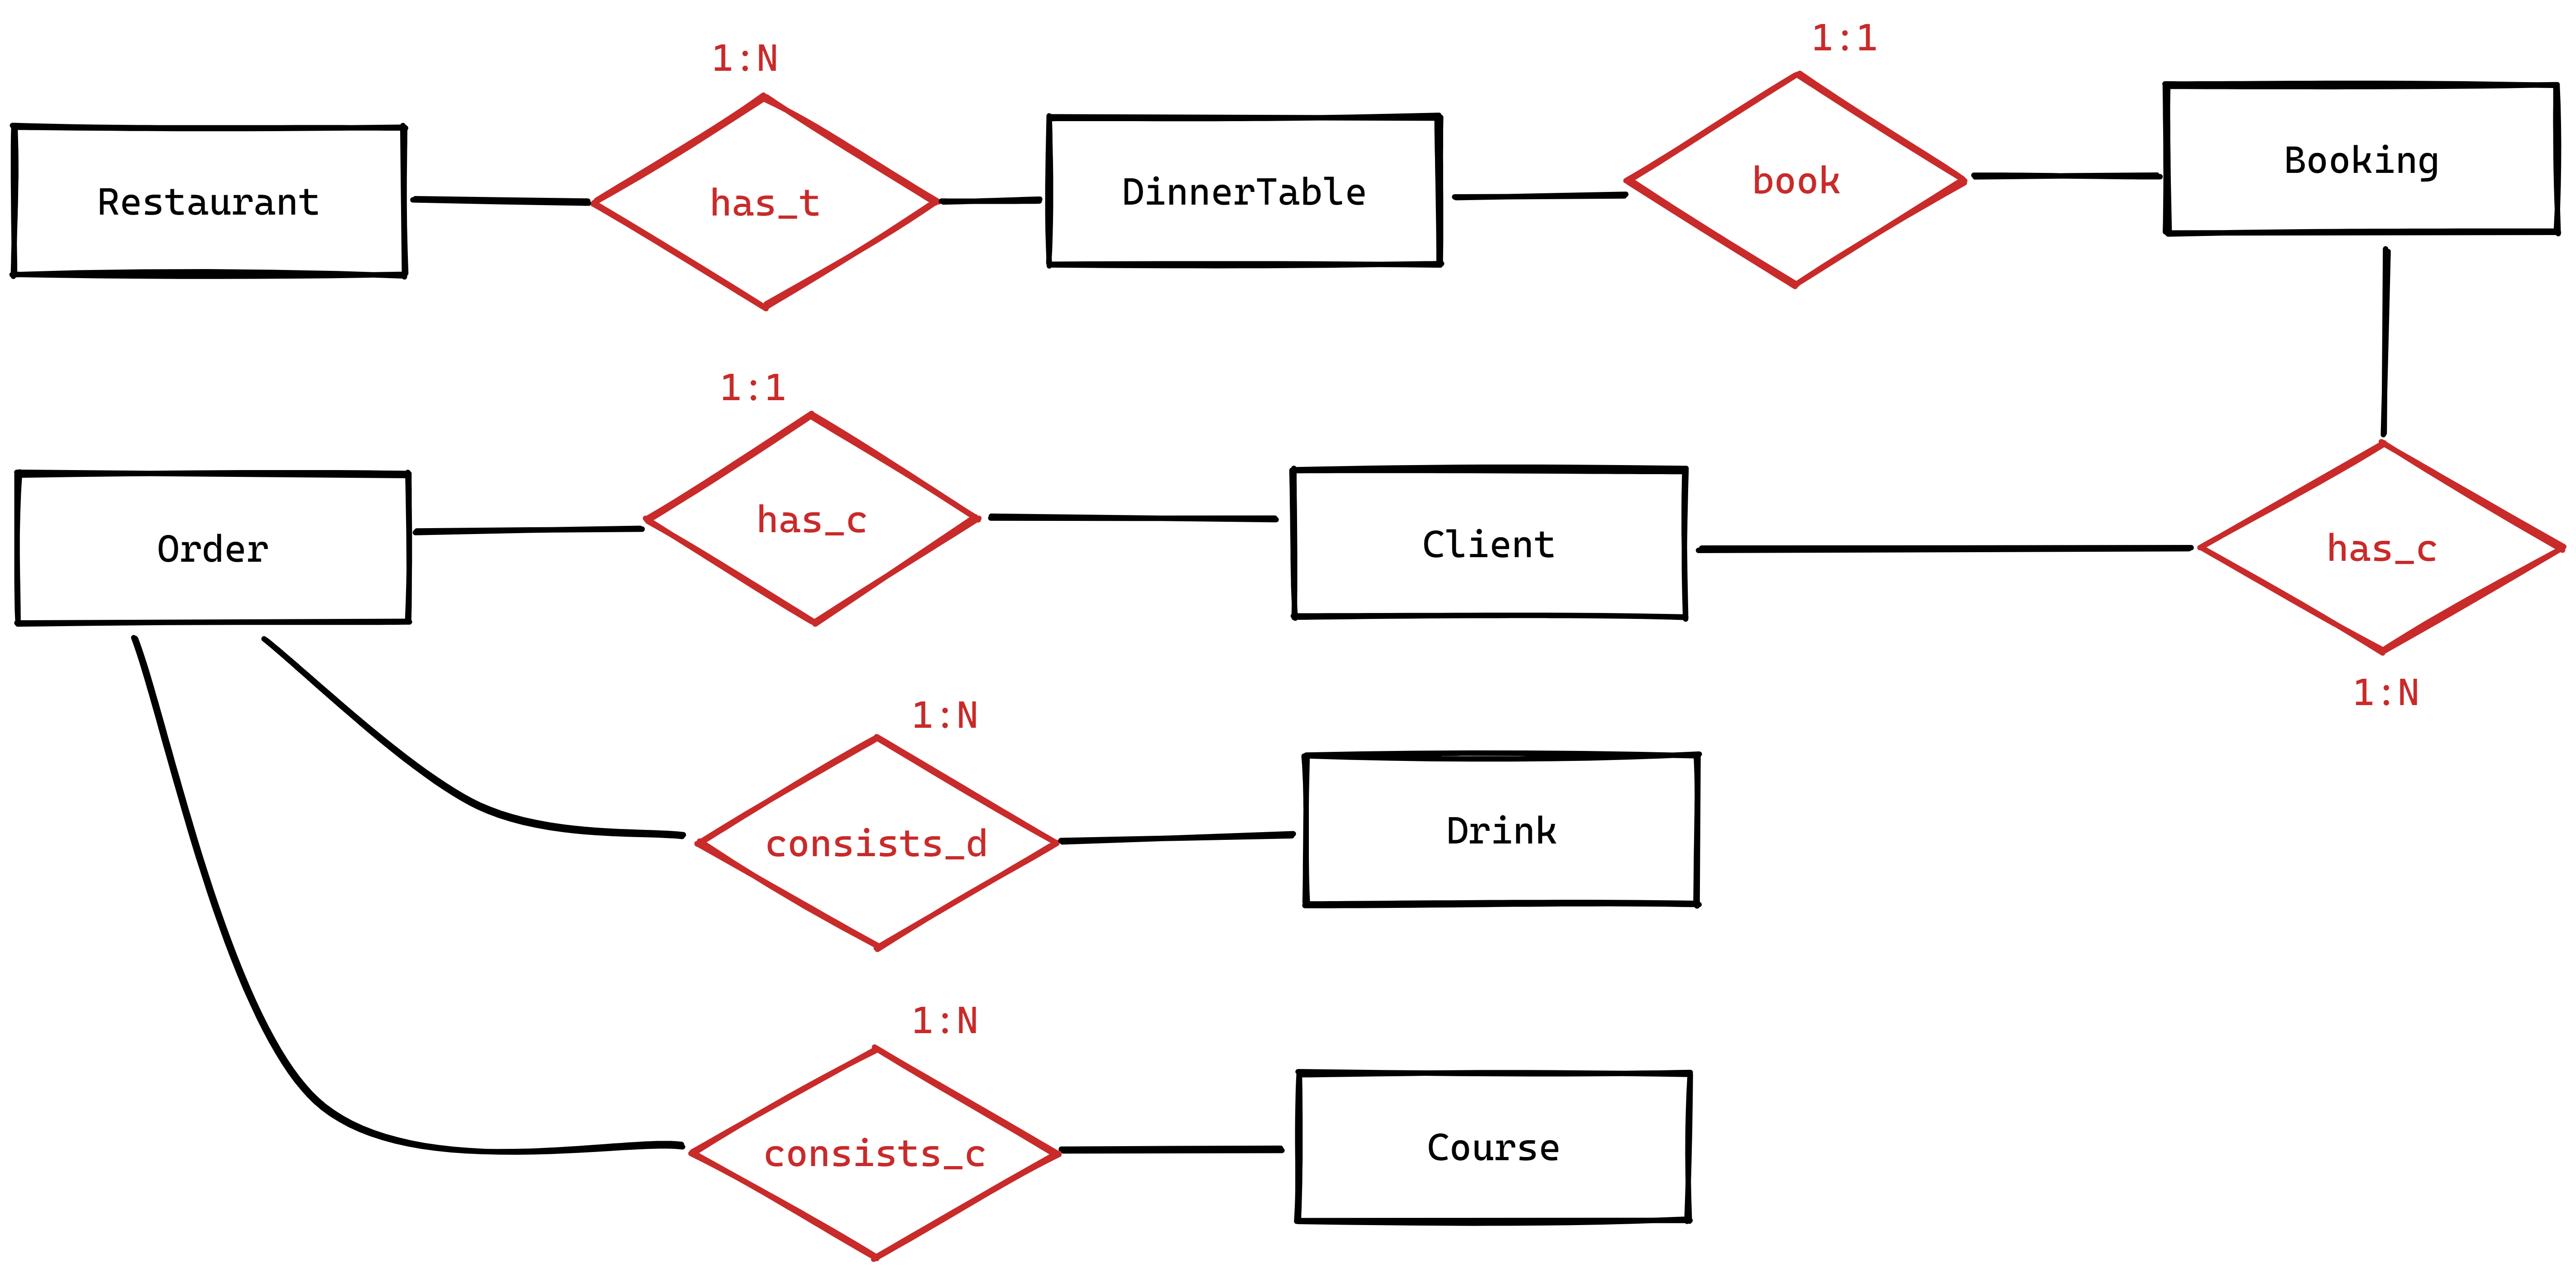 1:N
1:1
Restaurant
has_t
DinnerTable
book
Booking
1:1
Order
has_c
Client
has_c
1:N
1:N
consists_d
Drink
1:N
consists_c
Course